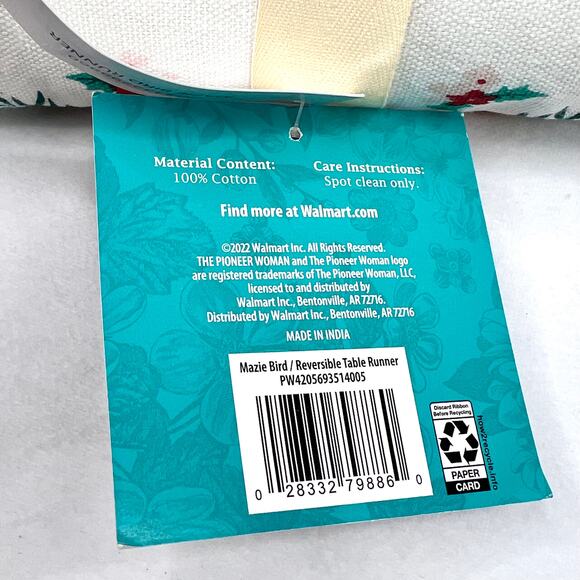 RUNNER
Material Content:
100% Cotton
Care Instructions:
Spot clean only.
Find more at Walmart.com
©2022 Walmart Inc. All Rights Reserved.
THE PIONEER WOMAN and The Pioneer Woman logo
are registered trademarks of The Pioneer Woman, LLC,
licensed to and distributed by
Walmart Inc., Bentonville, AR 72716.
Distributed by Walmart Inc., Bentonville, AR 72716
MADE IN INDIA
Mazie Bird / Reversible Table Runner
PW4205693514005
0 28332 79886 0
Discard Ribbon
Before Recycling
PAPER
CARD
how2recycle.info